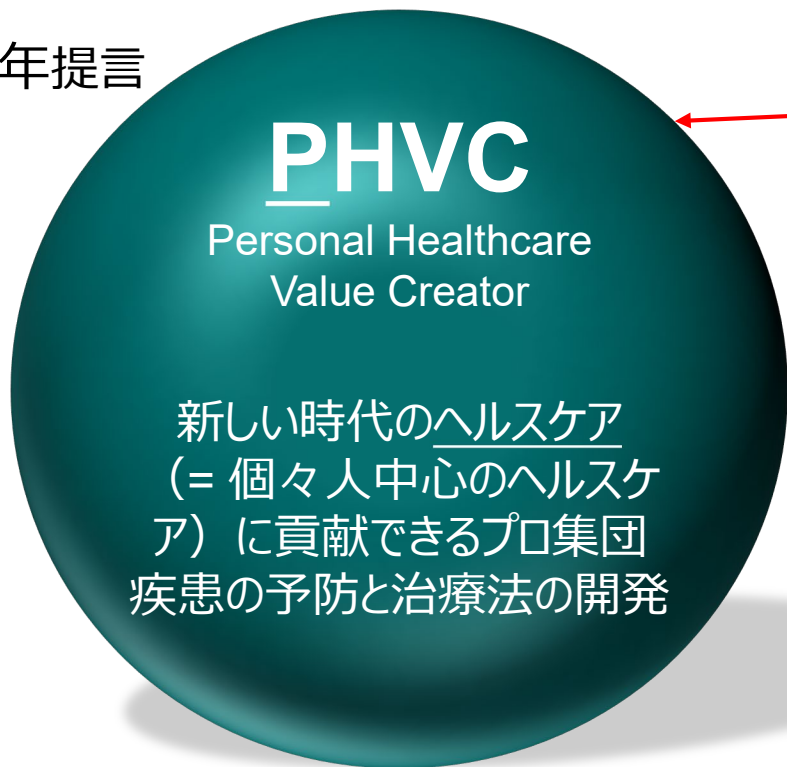 年提言
PHVC
Personal Healthcare
Value Creator
新しい時代のヘルスケア
（= 個々人中心のヘルスケ
ア）に貢献できるプロ集団
疾患の予防と治療法の開発